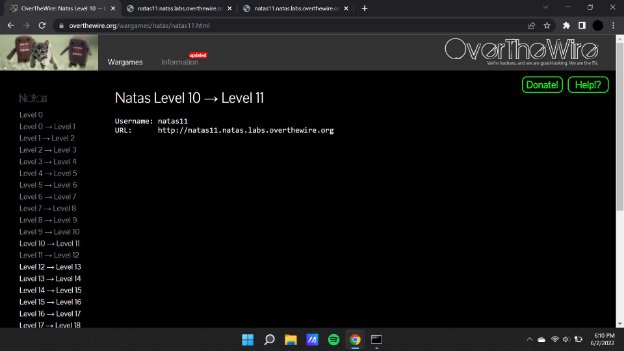 OverTheWire: Natas Level 10 → L
natas11.natas.labs.overthewire.or
natas11.natas.labs.overthewire.o
overthewire.org/wargames/natas/natas11.html
OverTheWire
We're hackers, and we are good-looking. We are the 1%.
updated
Wargames
Information
Donate!
Help!?
Natas
Level 0
Level 0 → Level 1
Level 1 → Level 2
Level 2 → Level 3
Level 3 → Level 4
Level 4 → Level 5
Level 5 → Level 6
Level 6 → Level 7
Level 7 → Level 8
Level 8 → Level 9
Level 9 → Level 10
Level 10 → Level 11
Level 11 → Level 12
Level 12 → Level 13
Level 13 → Level 14
Level 14 → Level 15
Level 15 → Level 16
Level 16 → Level 17
Level 17 → Level 18
Natas Level 10 → Level 11
Username: natas11
URL: http://natas11.natas.labs.overthewire.org
6:10 PM
6/2/2022